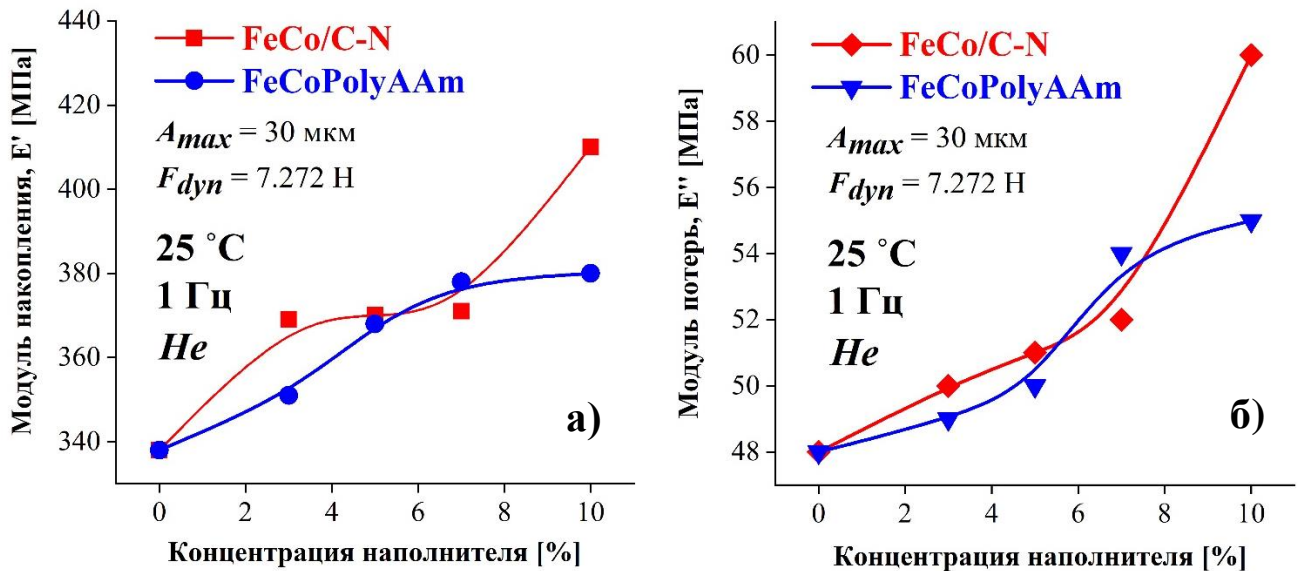 Модуль накопления, E' [МПа]
440
420
400
380
360
340
FeCo/C-N
FeCoPolyAAm
Amax = 30 мкм
Fdyn = 7.272 Н
25 ˚C
1 Гц
He
а)
0 2 4 6 8 10
Концентрация наполнителя [%]
Модуль потерь, E'' [МПа]
60
58
56
54
52
50
48
FeCo/C-N
FeCoPolyAAm
Amax = 30 мкм
Fdyn = 7.272 Н
25 ˚C
1 Гц
He
б)
0 2 4 6 8 10
Концентрация наполнителя [%]